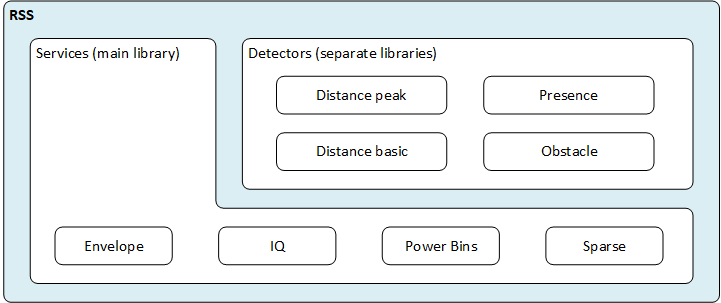 RSS
Services (main library)
Detectors (separate libraries)
Distance peak
Presence
Distance basic
Obstacle
Envelope
IQ
Power Bins
Sparse